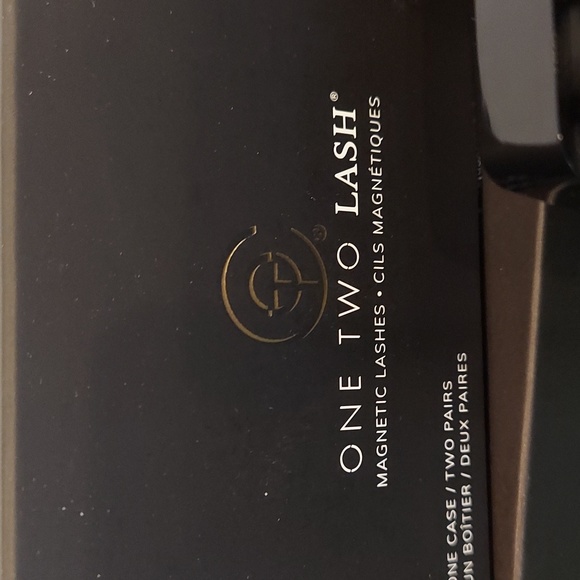 ONE TWO LASH®
MAGNETIC LASHES • CILS MAGNÉTIQUES
ONE CASE / TWO PAIRS
UN BOÎTIER / DEUX PAIRES